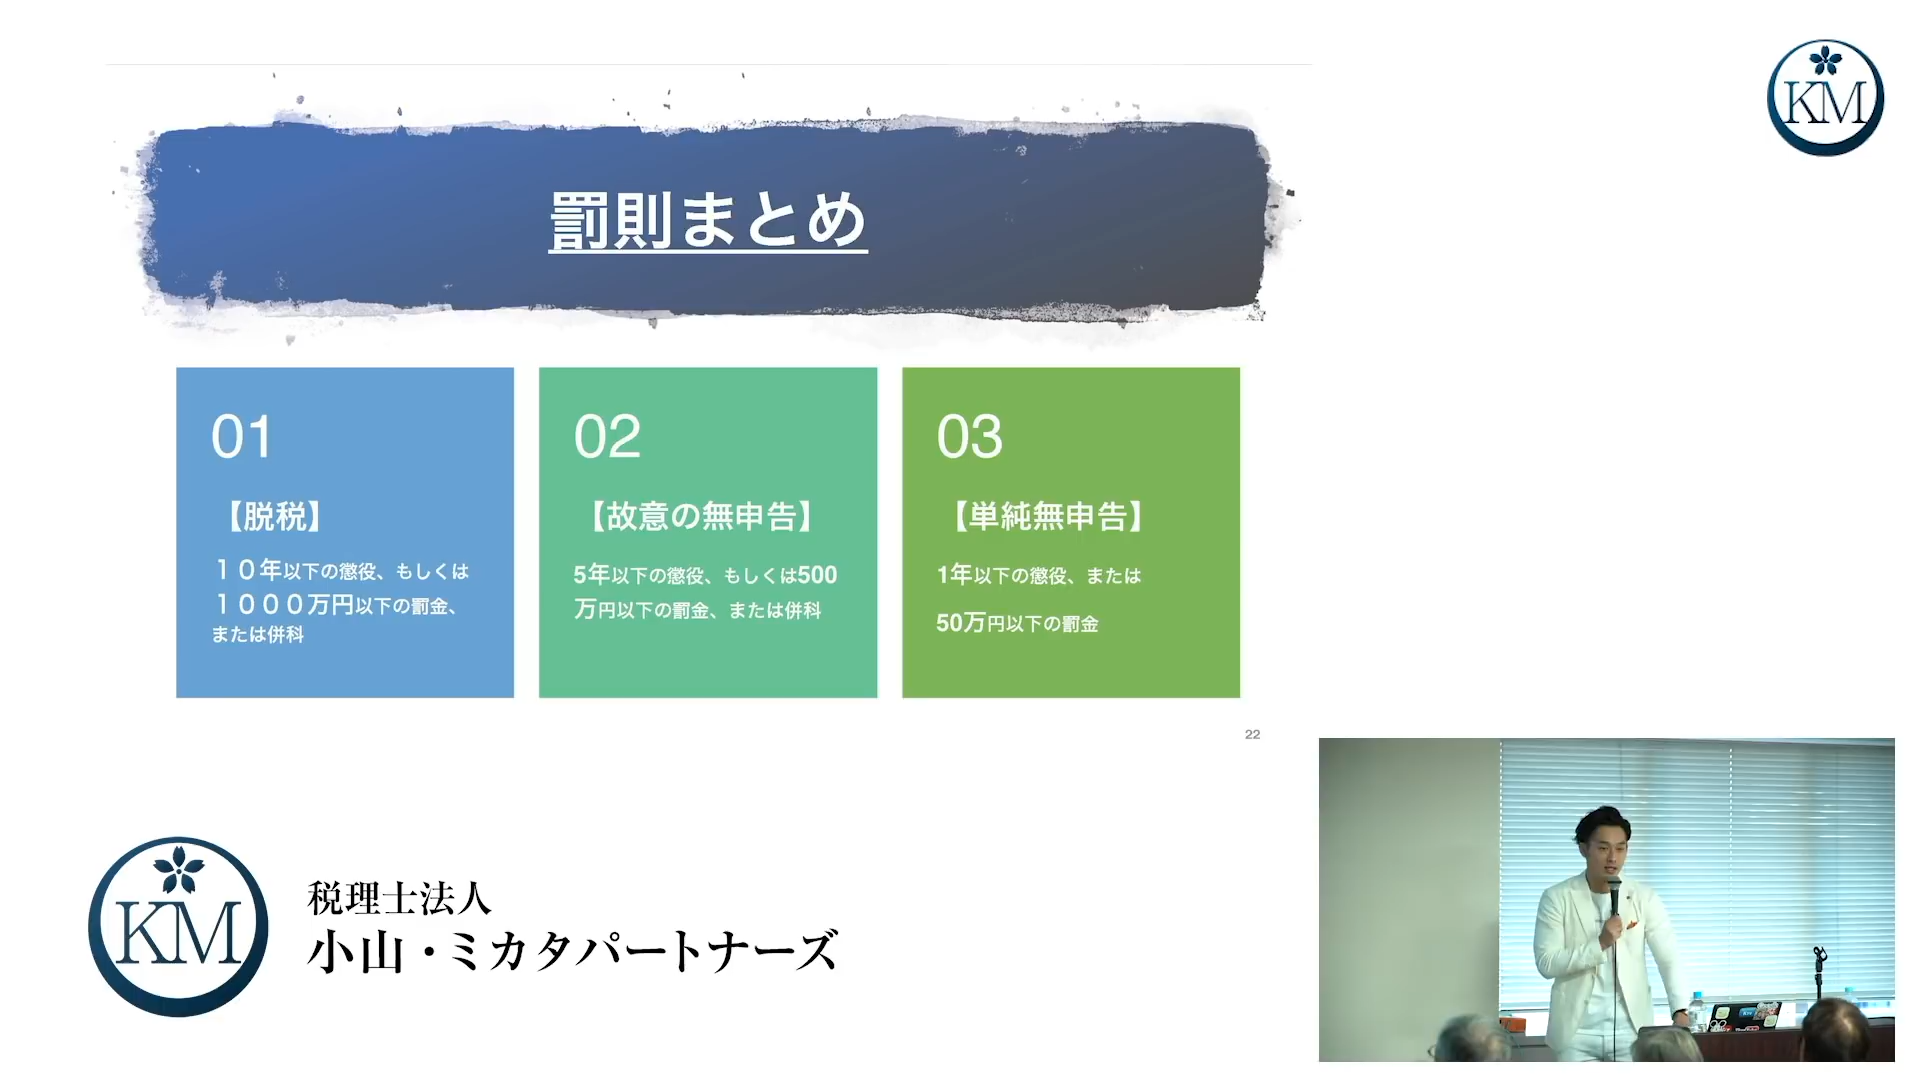 KM
罰則まとめ
01
【脱税】
１０年以下の懲役、もしくは
１０００万円以下の罰金、
または併科
02
【故意の無申告】
5年以下の懲役、もしくは500
万円以下の罰金、または併科
03
【単純無申告】
1年以下の懲役、または
50万円以下の罰金
22
KM
税理士法人
小山・ミカタパートナーズ